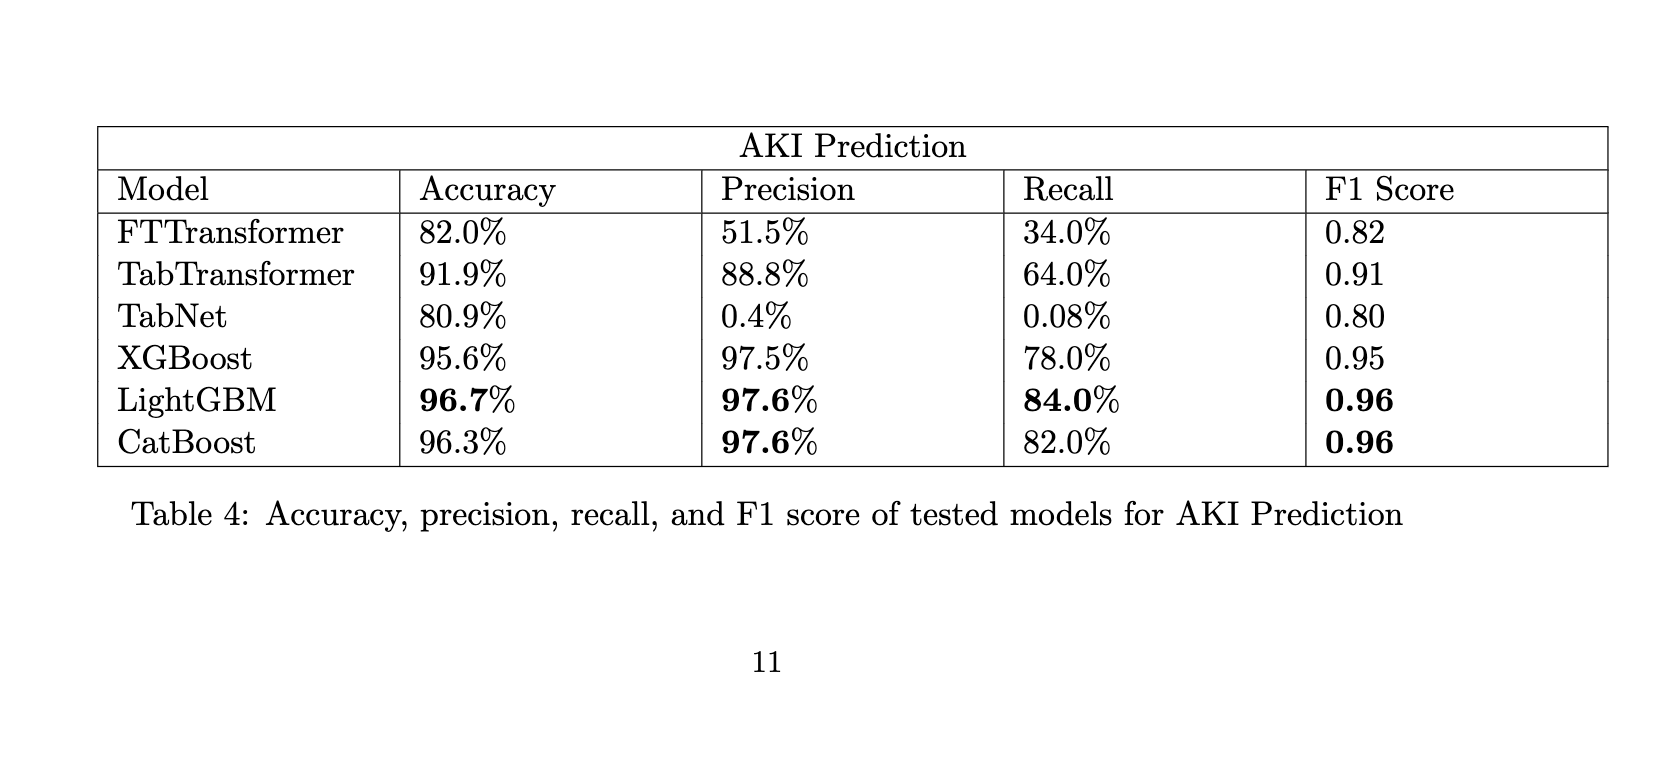 AKI Prediction
Model Accuracy Precision Recall F1 Score
FTTransformer 82.0% 51.5% 34.0% 0.82
TabTransformer 91.9% 88.8% 64.0% 0.91
TabNet 80.9% 0.4% 0.08% 0.80
XGBoost 95.6% 97.5% 78.0% 0.95
LightGBM 96.7% 97.6% 84.0% 0.96
CatBoost 96.3% 97.6% 82.0% 0.96
Table 4: Accuracy, precision, recall, and F1 score of tested models for AKI Prediction
11